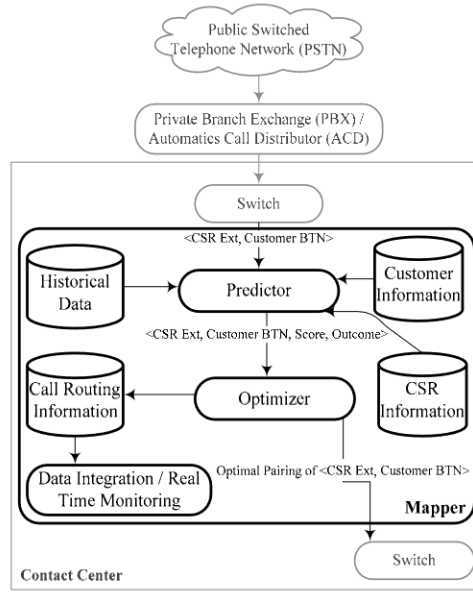 Public Switched
Telephone Network (PSTN)
Private Branch Exchange (PBX) /
Automatics Call Distributor (ACD)
Switch
<CSR Ext, Customer BTN>
Historical
Data
Predictor
Customer
Information
<CSR Ext, Customer BTN, Score, Outcome>
Call Routing
Information
Optimizer
CSR
Information
Data Integration / Real
Time Monitoring
Optimal Pairing of <CSR Ext, Customer BTN>
Mapper
Switch
Contact Center